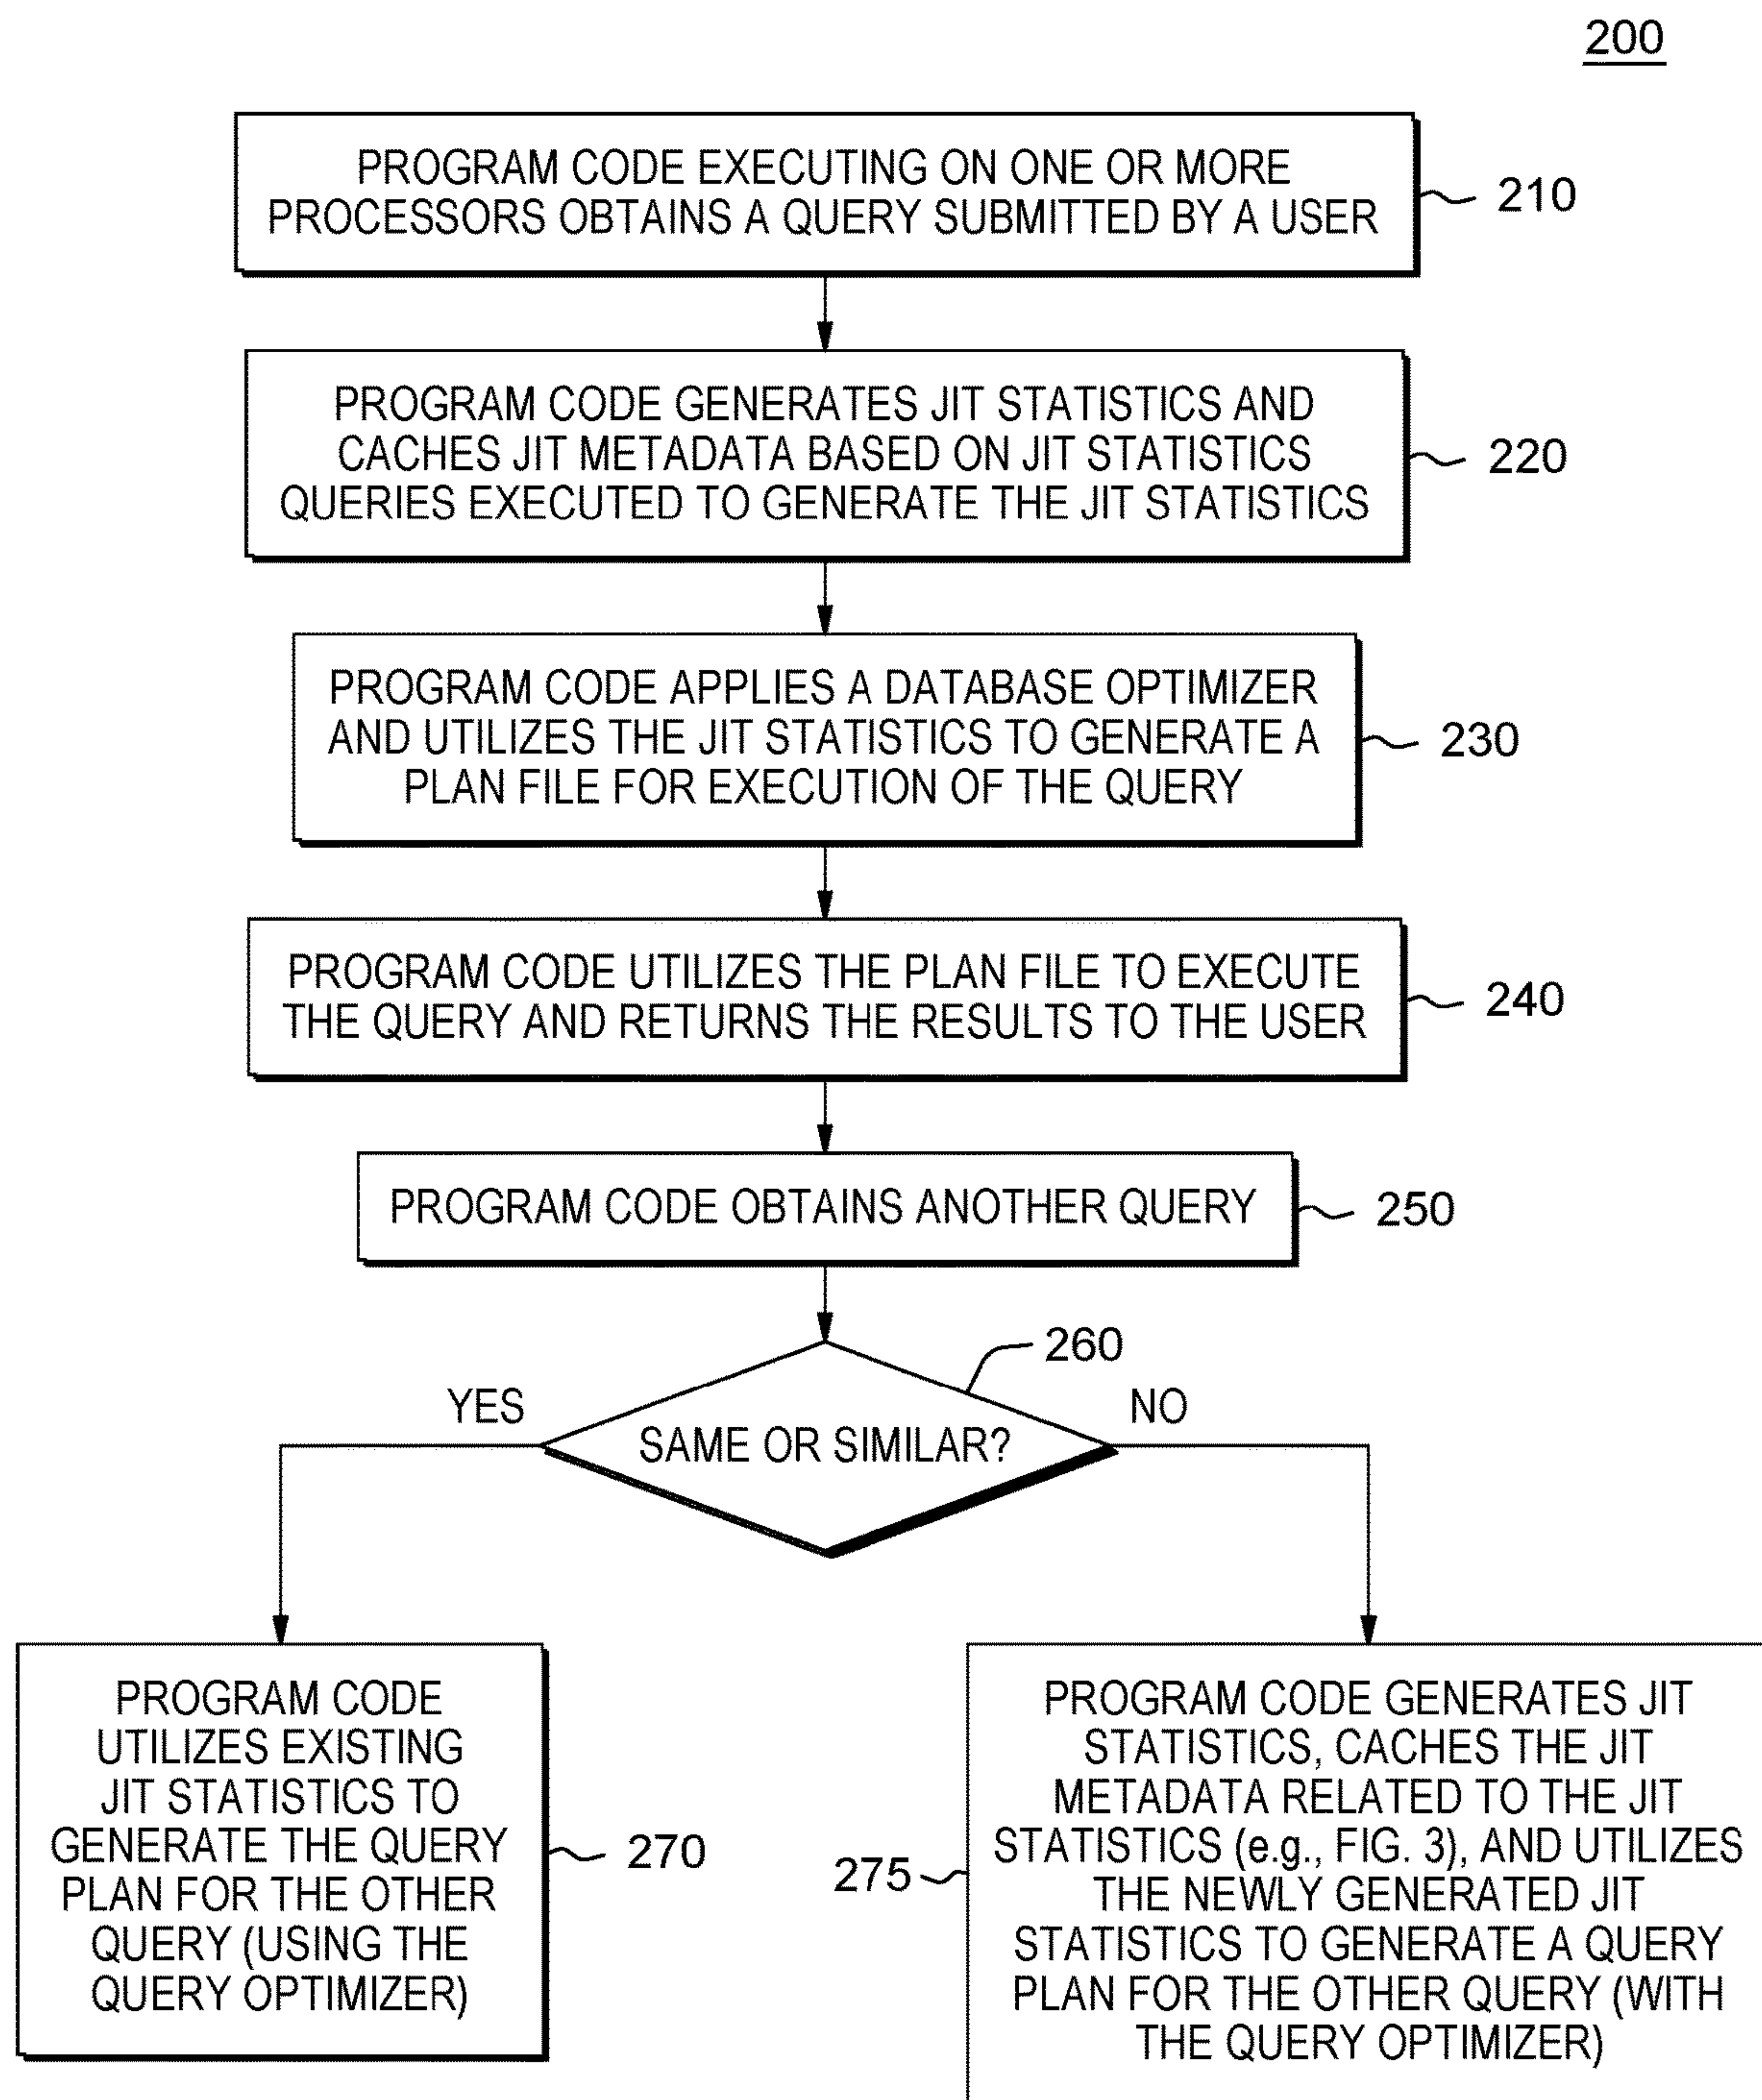 200
PROGRAM CODE EXECUTING ON ONE OR MORE
PROCESSORS OBTAINS A QUERY SUBMITTED BY A USER
210
PROGRAM CODE GENERATES JIT STATISTICS AND
CACHES JIT METADATA BASED ON JIT STATISTICS
QUERIES EXECUTED TO GENERATE THE JIT STATISTICS
220
PROGRAM CODE APPLIES A DATABASE OPTIMIZER
AND UTILIZES THE JIT STATISTICS TO GENERATE A
PLAN FILE FOR EXECUTION OF THE QUERY
230
PROGRAM CODE UTILIZES THE PLAN FILE TO EXECUTE
THE QUERY AND RETURNS THE RESULTS TO THE USER
240
PROGRAM CODE OBTAINS ANOTHER QUERY
250
260
YES
NO
SAME OR SIMILAR?
PROGRAM CODE
UTILIZES EXISTING
JIT STATISTICS TO
GENERATE THE QUERY
PLAN FOR THE OTHER
QUERY (USING THE
QUERY OPTIMIZER)
270
275
PROGRAM CODE GENERATES JIT
STATISTICS, CACHES THE JIT
METADATA RELATED TO THE JIT
STATISTICS (e.g., FIG. 3), AND UTILIZES
THE NEWLY GENERATED JIT
STATISTICS TO GENERATE A QUERY
PLAN FOR THE OTHER QUERY (WITH
THE QUERY OPTIMIZER)